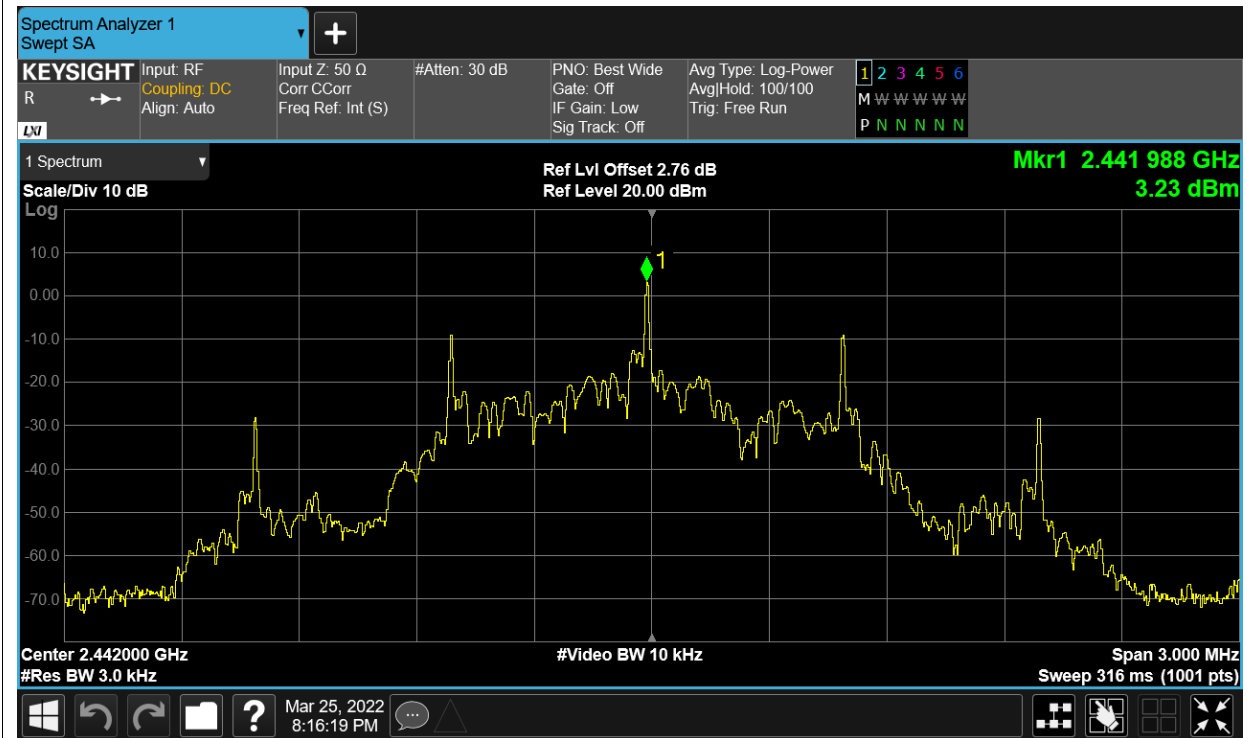 Spectrum Analyzer 1
Swept SA
▼
+
KEYSIGHT
R
LXI
Input: RF
Coupling: DC
Align: Auto
Input Z: 50 Ω
Corr CCorr
Freq Ref: Int (S)
#Atten: 30 dB
PNO: Best Wide
Gate: Off
IF Gain: Low
Sig Track: Off
Avg Type: Log-Power
Avg|Hold: 100/100
Trig: Free Run
1 2 3 4 5 6
M W W W W W
P N N N N N
1 Spectrum ▼
Scale/Div 10 dB
Log
Ref Lvl Offset 2.76 dB
Ref Level 20.00 dBm
Mkr1 2.441 988 GHz
3.23 dBm
1
10.0
0.00
-10.0
-20.0
-30.0
-40.0
-50.0
-60.0
-70.0
Center 2.442000 GHz
#Res BW 3.0 kHz
#Video BW 10 kHz
Span 3.000 MHz
Sweep 316 ms (1001 pts)
?
Mar 25, 2022
8:16:19 PM